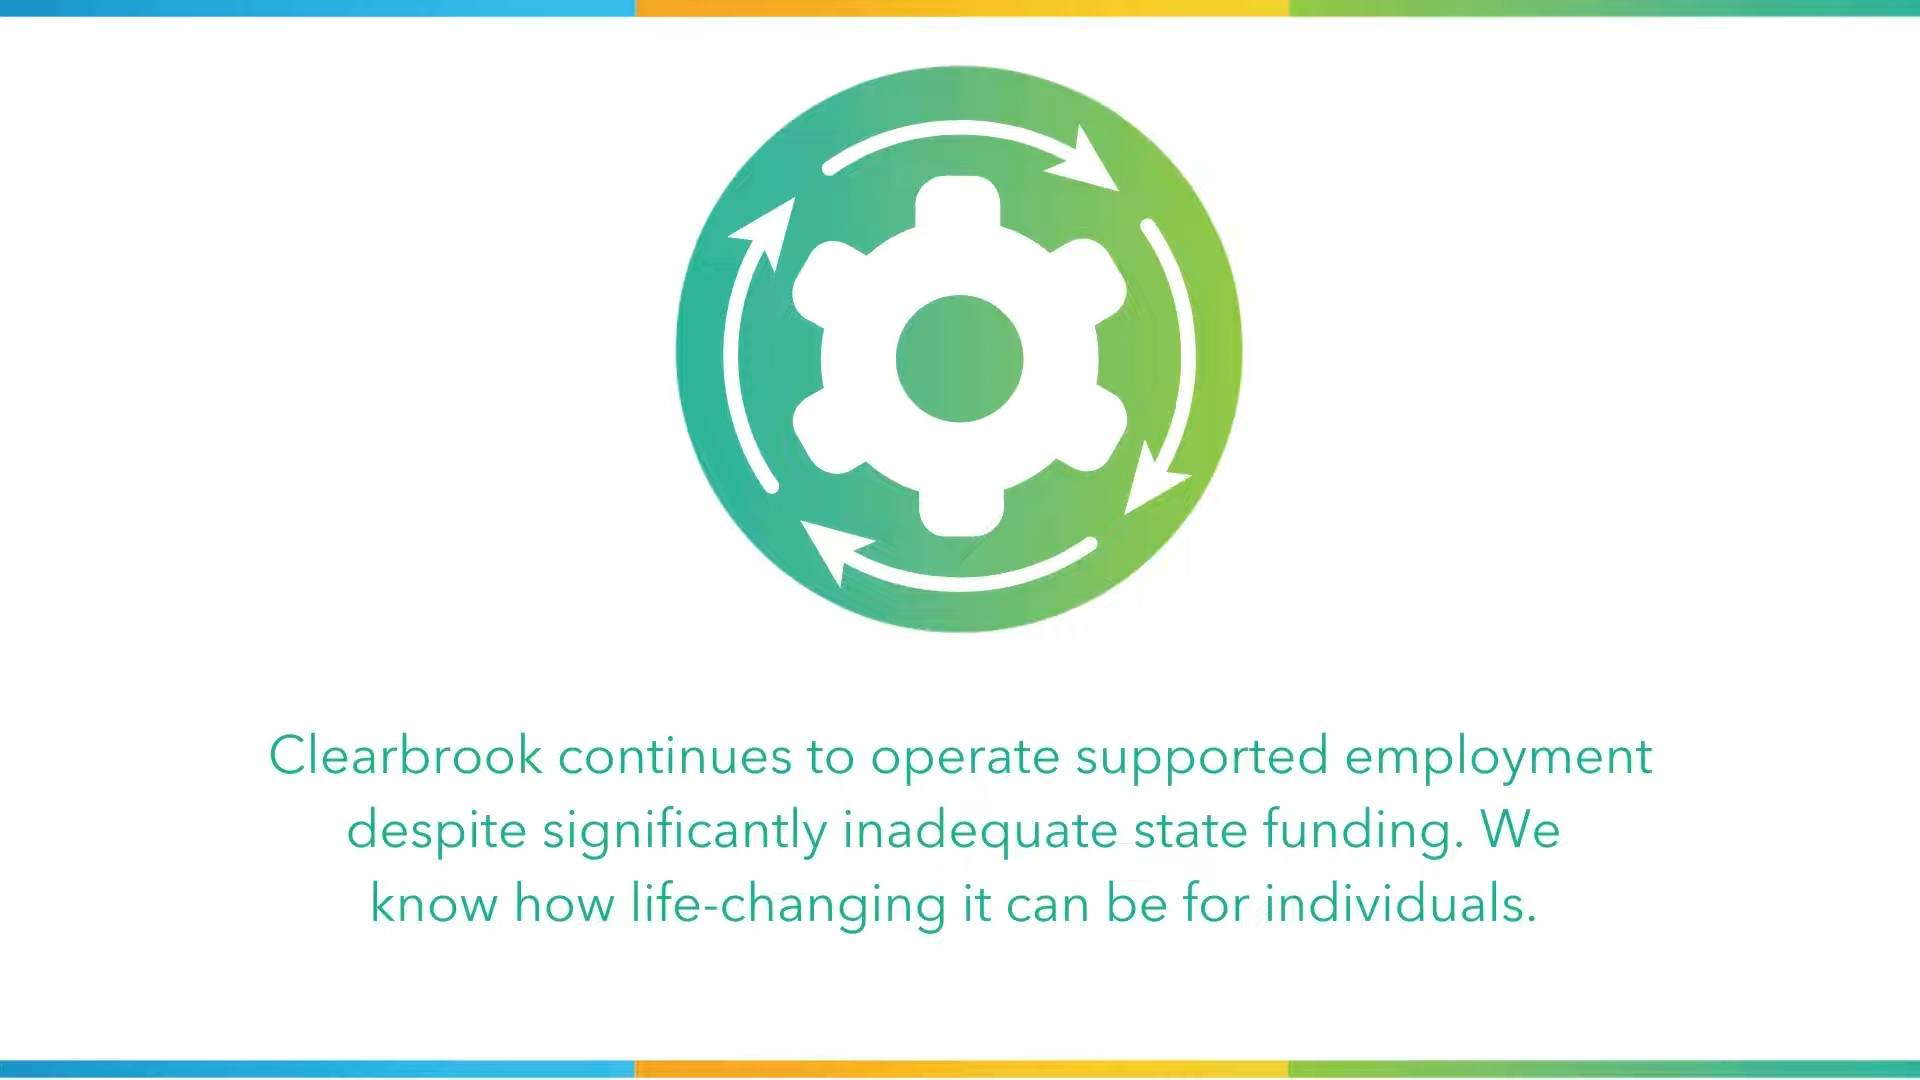 Clearbrook continues to operate supported employment
despite significantly inadequate state funding. We
know how life-changing it can be for individuals.